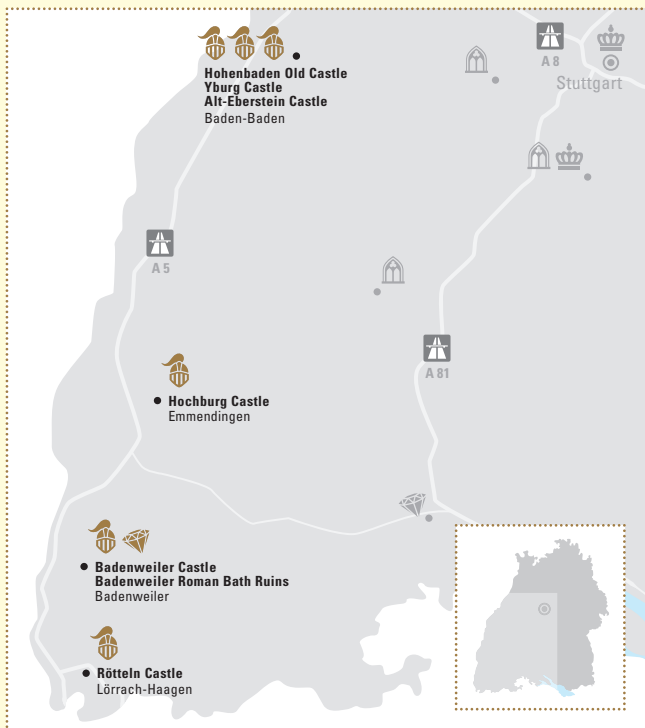 Hohenbaden Old Castle
Yburg Castle
Alt-Eberstein Castle
Baden-Baden
A 8
Stuttgart
A 5
A 81
Hochburg Castle
Emmendingen
Badenweiler Castle
Badenweiler Roman Bath Ruins
Badenweiler
Rötteln Castle
Lörrach-Haagen